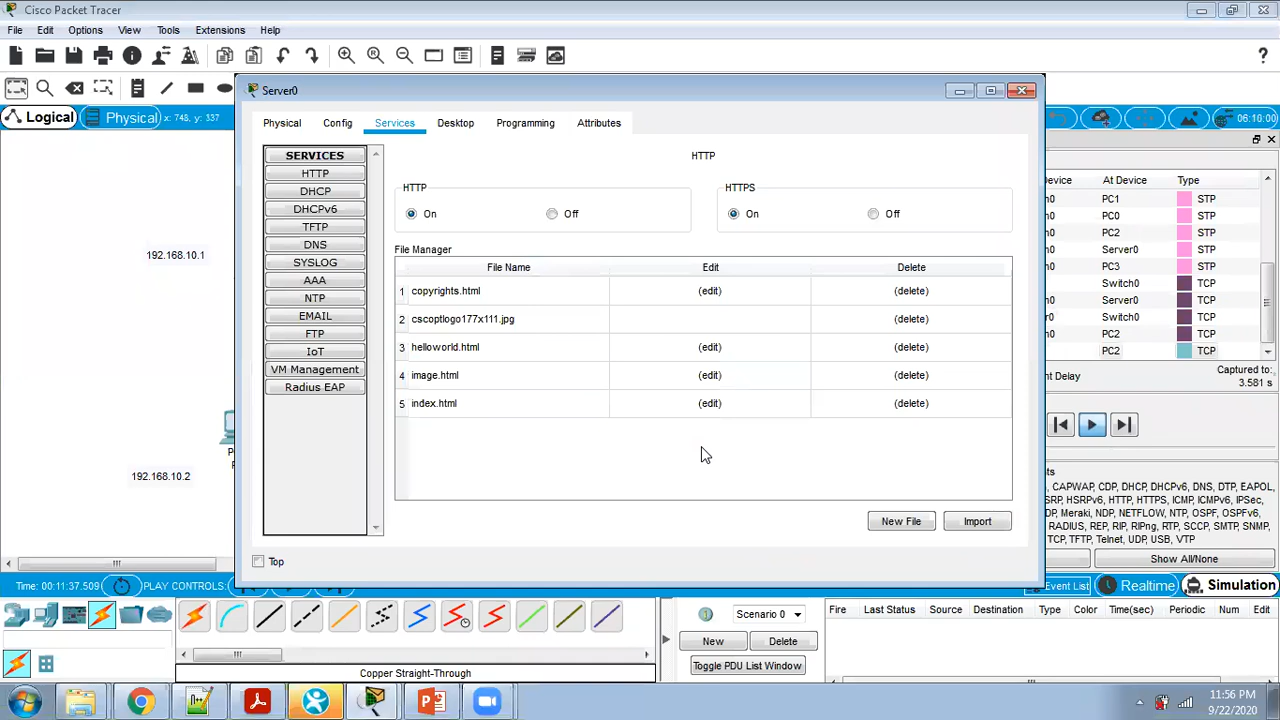 Cisco Packet Tracer
File Edit Options View Tools Extensions Help
Logical Physical x: 748, y: 337 06:10:00
Server0
Physical Config Services Desktop Programming Attributes
SERVICES
HTTP
DHCP
DHCPv6
TFTP
DNS
SYSLOG
AAA
NTP
EMAIL
FTP
IoT
VM Management
Radius EAP
HTTP
HTTP HTTPS
On Off On Off
File Manager
File Name Edit Delete
1 copyrights.html (edit) (delete)
2 cscoptlogo177x111.jpg (delete)
3 helloworld.html (edit) (delete)
4 image.html (edit) (delete)
5 index.html (edit) (delete)
New File Import
Top
192.168.10.1
192.168.10.2
At Device Type
PC1 STP
PC0 STP
PC2 STP
Server0 STP
PC3 STP
Switch0 TCP
Server0 TCP
Switch0 TCP
PC2 TCP
PC2 TCP
Delay Captured to:
3.581 s
CAPWAP, CDP, DHCP, DHCPv6, DNS, DTP, EAPOL,
HSRPv6, HTTP, HTTPS, ICMP, ICMPv6, IPSec,
Meraki, NDP, NETFLOW, NTP, OSPF, OSPFv6,
RADIUS, REP, RIP, RIPng, RTP, SCCP, SMTP, SNMP,
TCP, TFTP, Telnet, UDP, USB, VTP
Show All/None
Time: 00:11:37.509 PLAY CONTROLS: Event List Realtime Simulation
Scenario 0
New Delete
Toggle PDU List Window
Fire Last Status Source Destination Type Color Time(sec) Periodic Num Edit
Copper Straight-Through
11:56 PM
9/22/2020